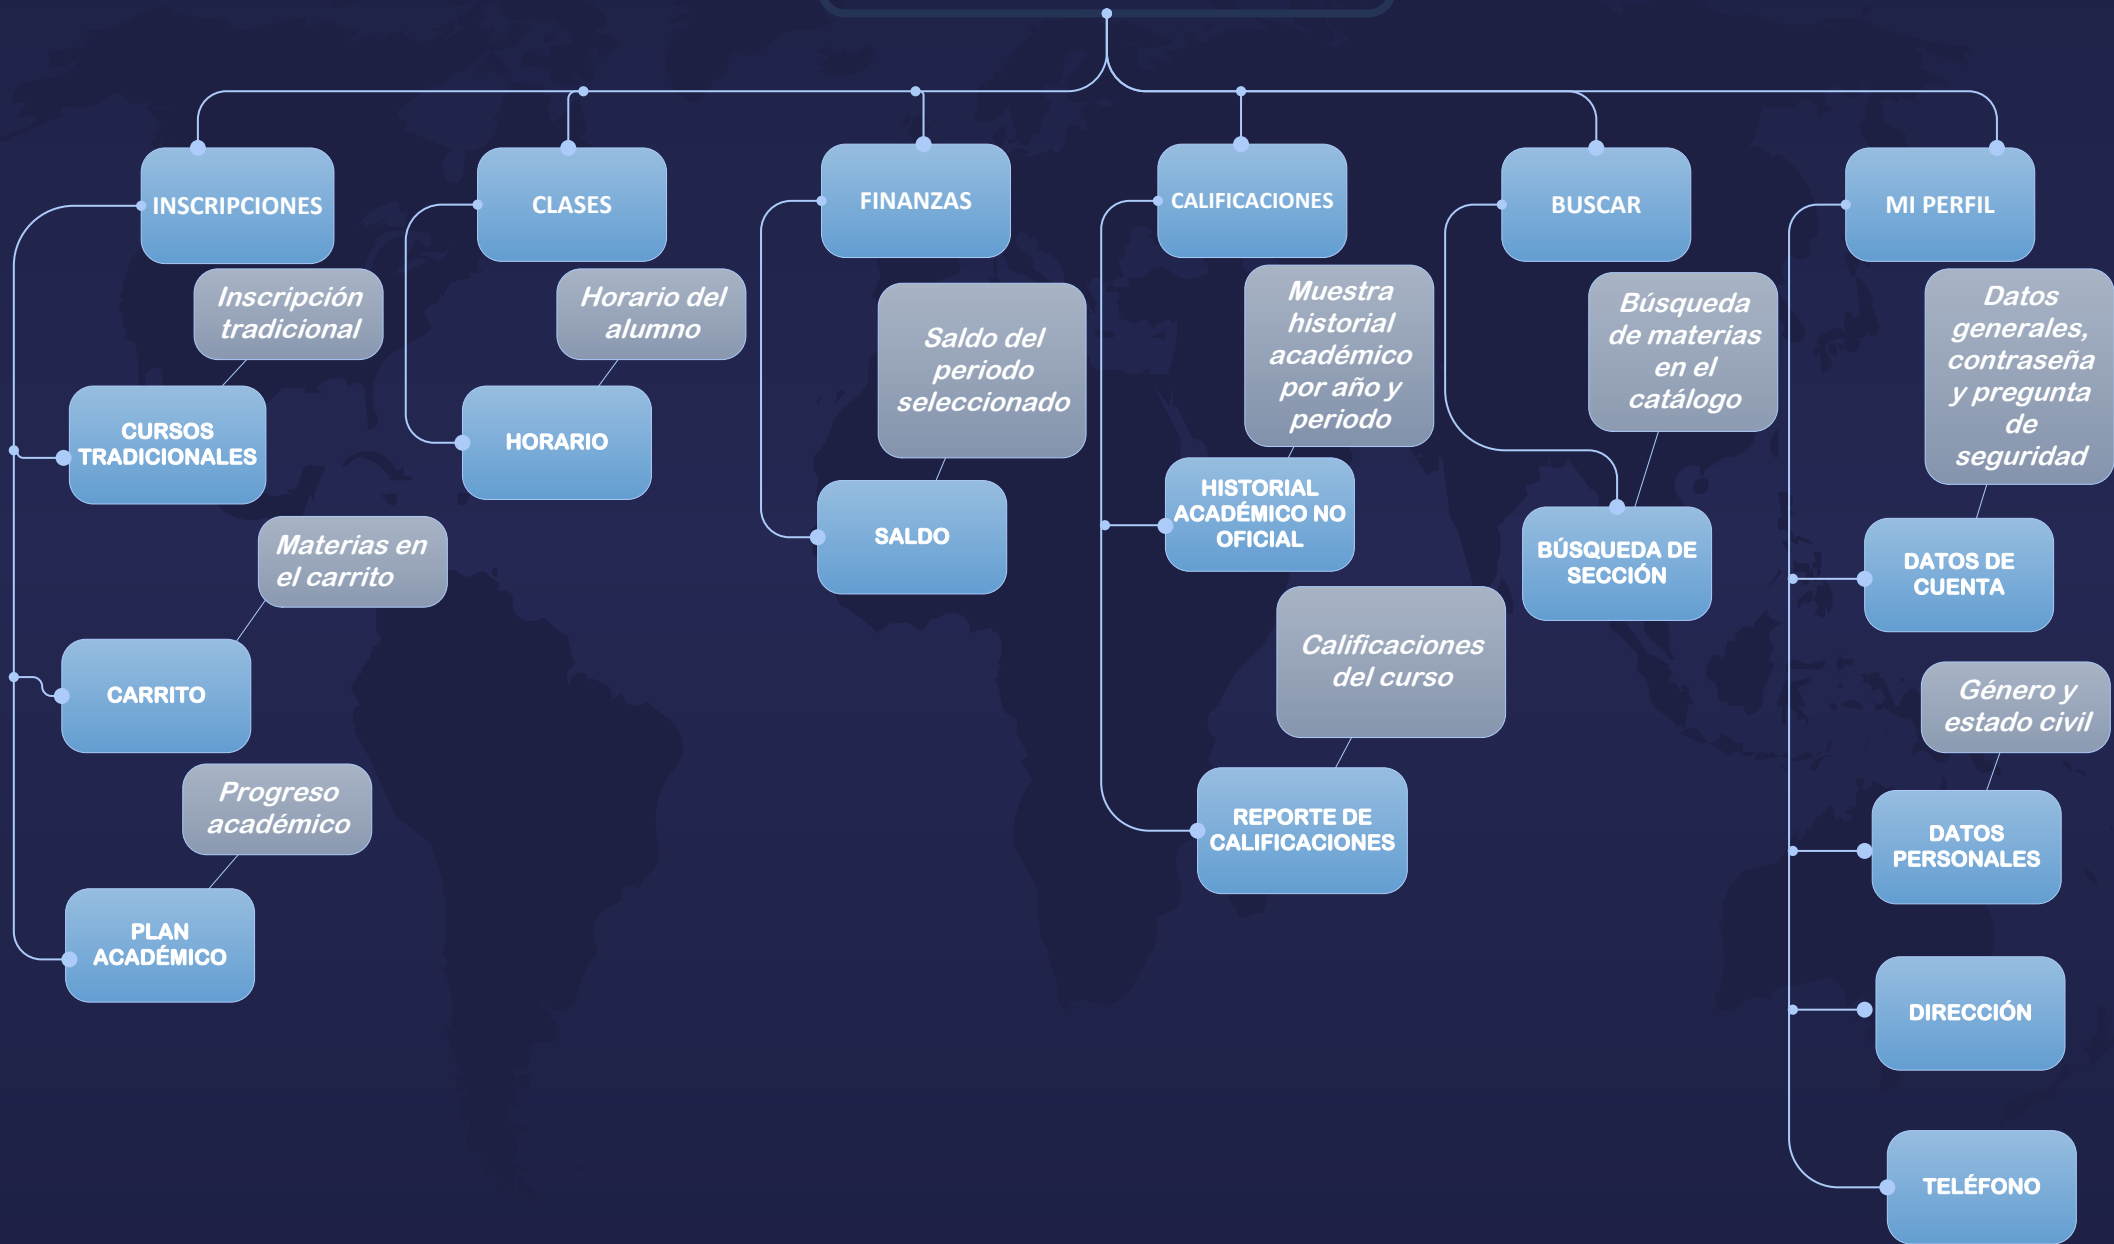 INSCRIPCIONES
CLASES
FINANZAS
CALIFICACIONES
BUSCAR
MI PERFIL
Inscripción
tradicional
CURSOS
TRADICIONALES
Materias en
el carrito
CARRITO
Progreso
académico
PLAN
ACADÉMICO
Horario del
alumno
HORARIO
Saldo del
periodo
seleccionado
SALDO
Muestra
historial
académico
por año y
periodo
HISTORIAL
ACADÉMICO NO
OFICIAL
Calificaciones
del curso
REPORTE DE
CALIFICACIONES
Búsqueda
de materias
en el
catálogo
BÚSQUEDA DE
SECCIÓN
Datos
generales,
contraseña
y pregunta
de
seguridad
DATOS DE
CUENTA
Género y
estado civil
DATOS
PERSONALES
DIRECCIÓN
TELÉFONO